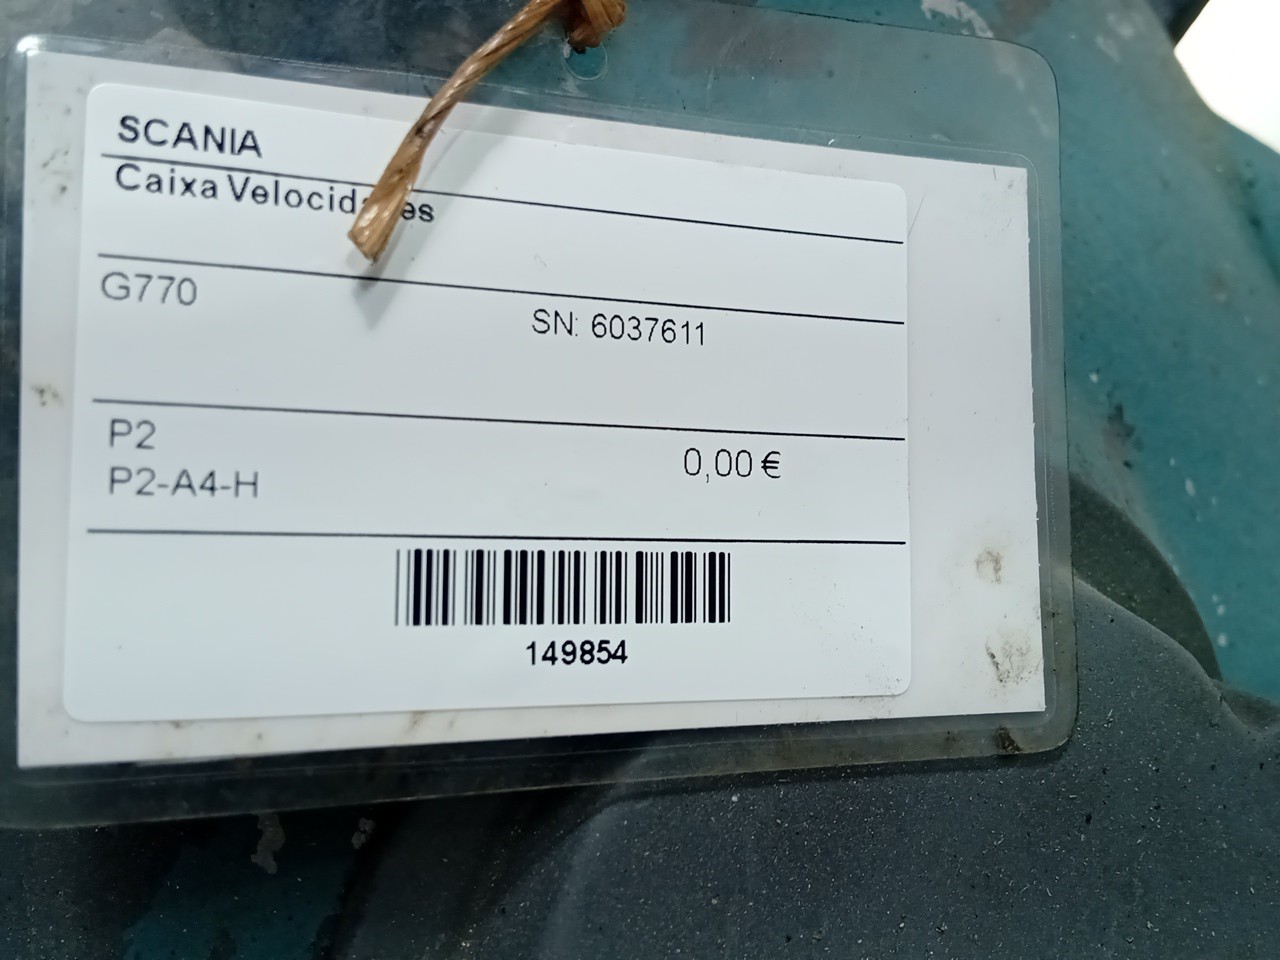 SCANIA
Caixa Velocidades
G770
SN: 6037611
P2
0,00 €
P2-A4-H
149854